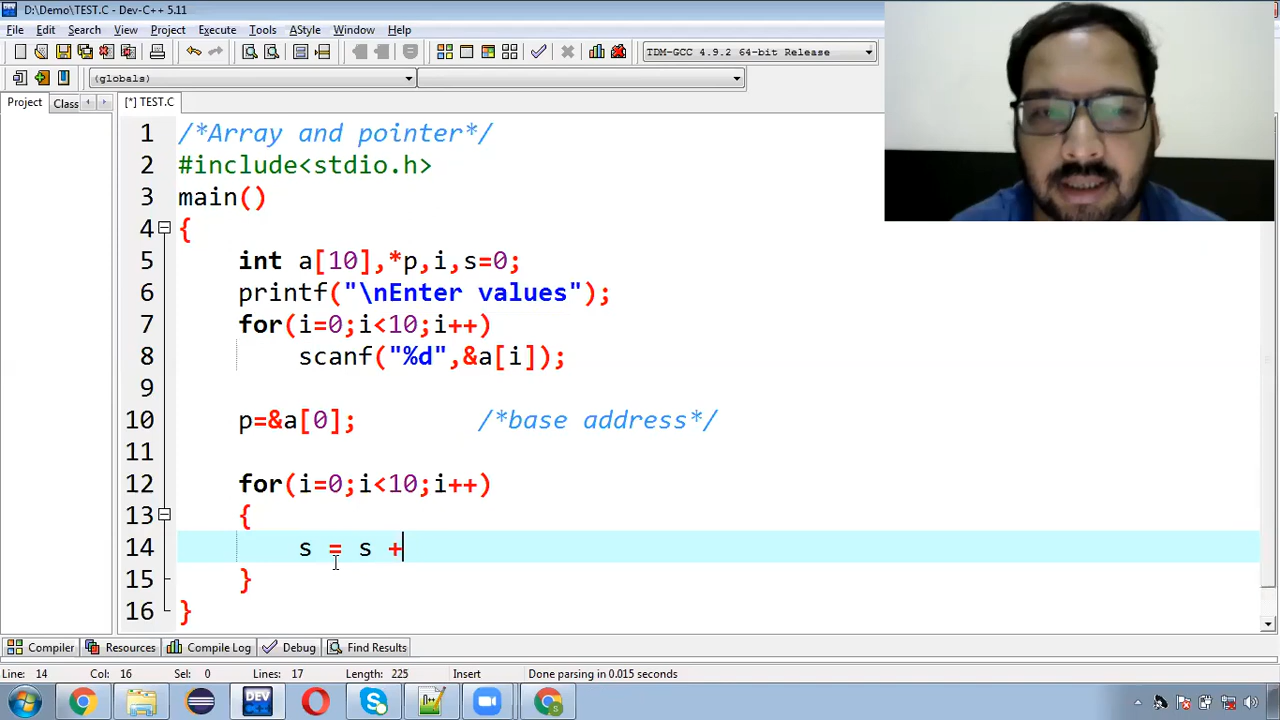 D:\Demo\TEST.C - Dev-C++ 5.11
File Edit Search View Project Execute Tools AStyle Window Help
TDM-GCC 4.9.2 64-bit Release
(globals)
Project Class [*] TEST.C
1 /*Array and pointer*/
2 #include<stdio.h>
3 main()
4 {
5 int a[10],*p,i,s=0;
6 printf("\nEnter values");
7 for(i=0;i<10;i++)
8 scanf("%d",&a[i]);
9
10 p=&a[0]; /*base address*/
11
12 for(i=0;i<10;i++)
13 {
14 s = s +
15 }
16 }
Compiler Resources Compile Log Debug Find Results
Line: 14 Col: 16 Sel: 0 Lines: 17 Length: 225 Insert Done parsing in 0.015 seconds
DEV